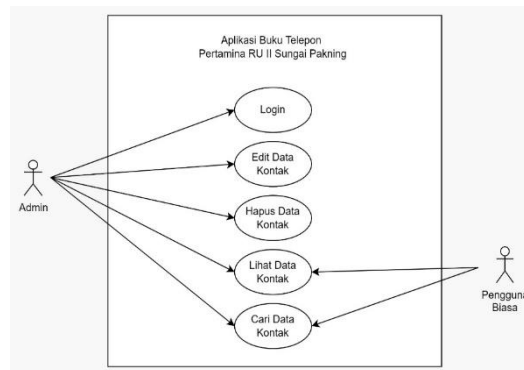 Aplikasi Buku Telepon
Pertamina RU II Sungai Pakning
Login
Edit Data
Kontak
Hapus Data
Kontak
Admin
Lihat Data
Kontak
Cari Data
Kontak
Pengguna
Biasa